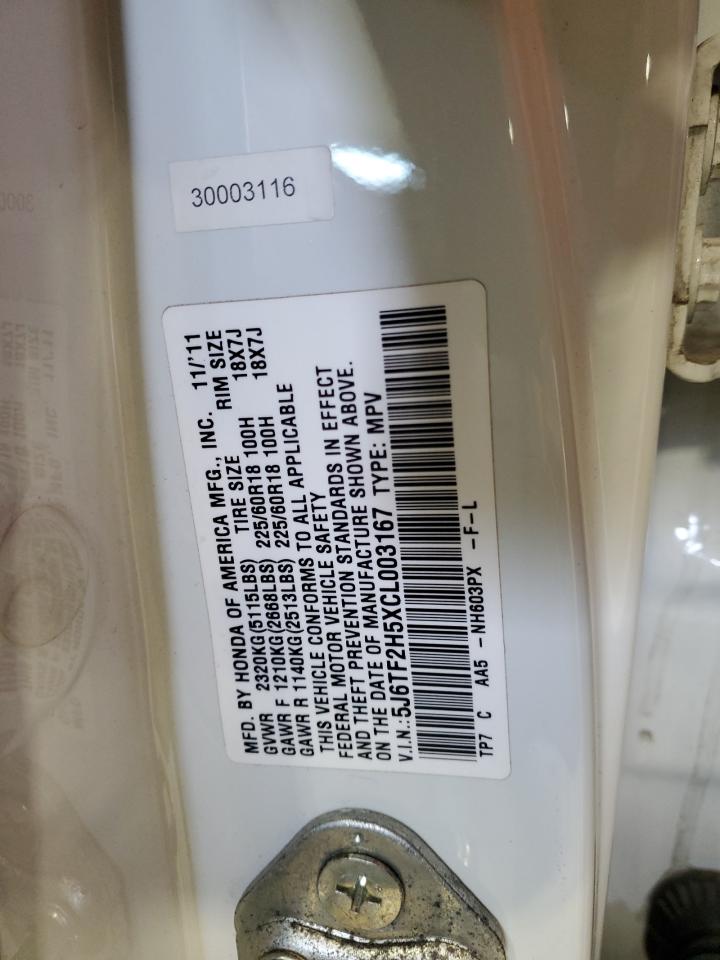 30003116
MFD. BY HONDA OF AMERICA MFG., INC. 11/'11
GVWR 2320KG(5115LBS) TIRE SIZE RIM SIZE
GAWR F 1210KG(2668LBS) 225/60R18 100H 18X7J
GAWR R 1140KG(2513LBS) 225/60R18 100H 18X7J
THIS VEHICLE CONFORMS TO ALL APPLICABLE
FEDERAL MOTOR VEHICLE SAFETY
AND THEFT PREVENTION STANDARDS IN EFFECT
ON THE DATE OF MANUFACTURE SHOWN ABOVE.
V.I.N.:5J6TF2H5XCL003167 TYPE: MPV
TP7 C AA5 -NH603PX -F-L